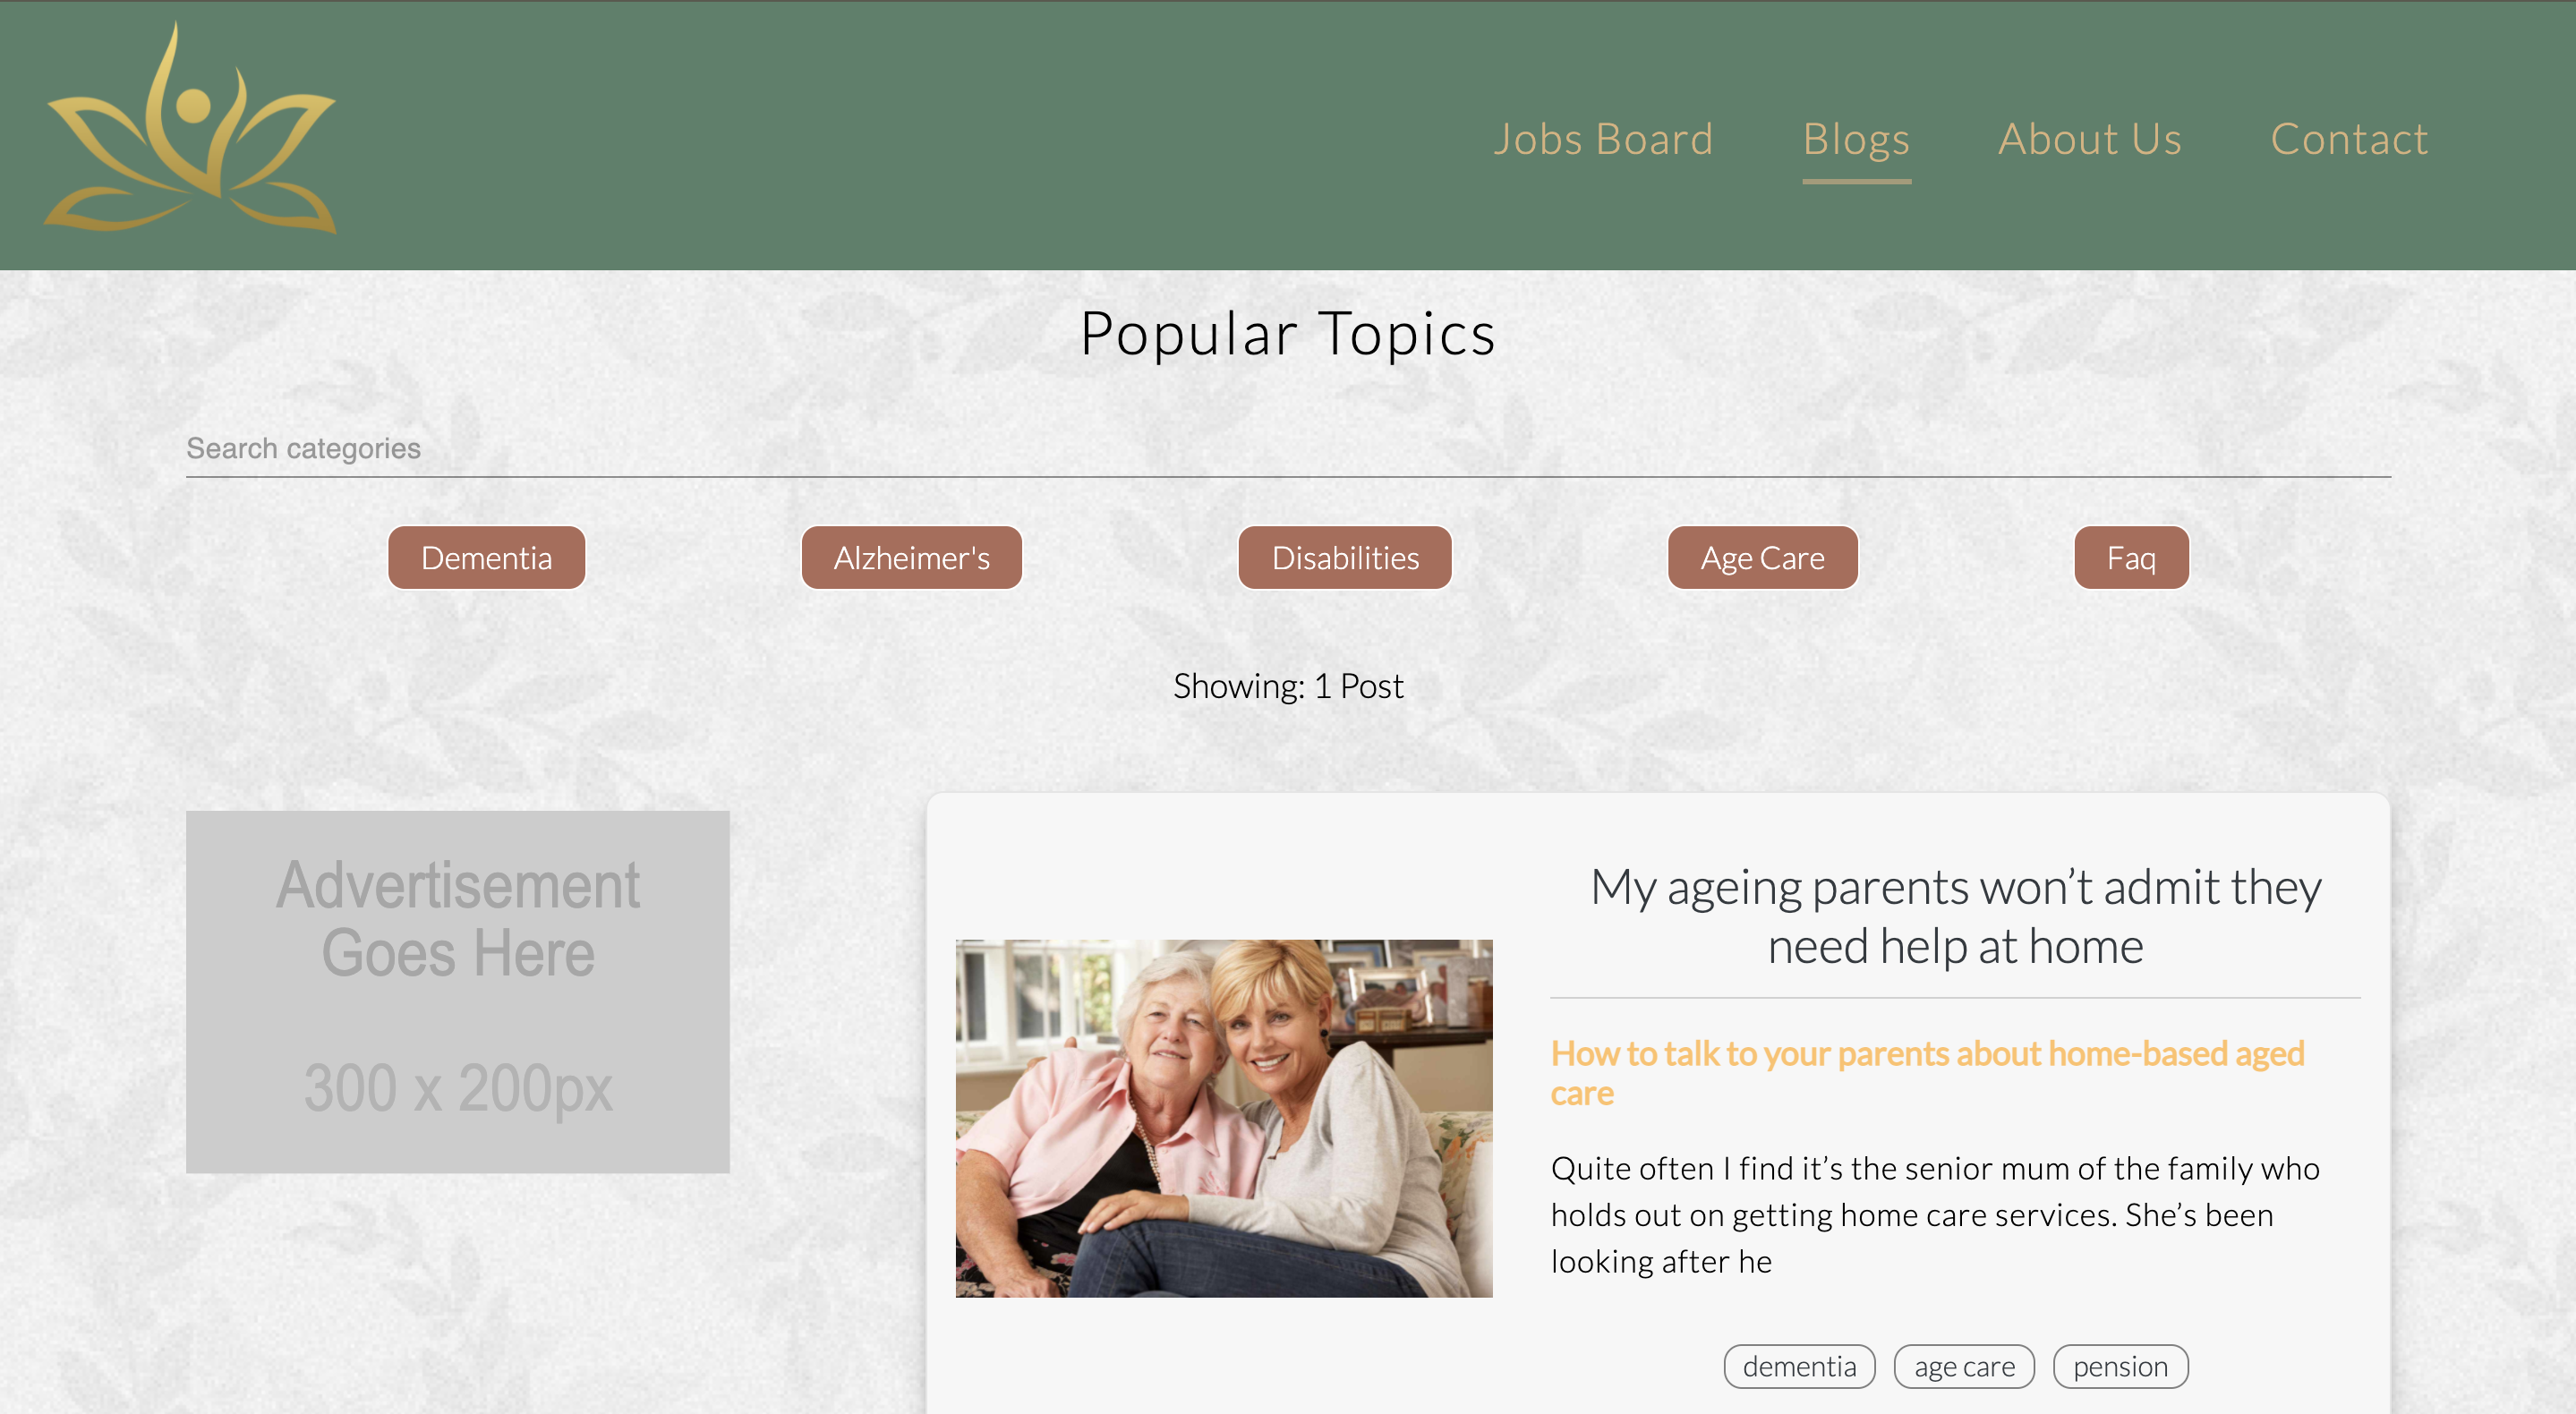 Jobs Board Blogs About Us Contact
Popular Topics
Search categories
Dementia Alzheimer's Disabilities Age Care Faq
Showing: 1 Post
Advertisement
Goes Here
300 x 200px
My ageing parents won’t admit they
need help at home
How to talk to your parents about home-based aged
care
Quite often I find it’s the senior mum of the family who
holds out on getting home care services. She’s been
looking after he
dementia age care pension